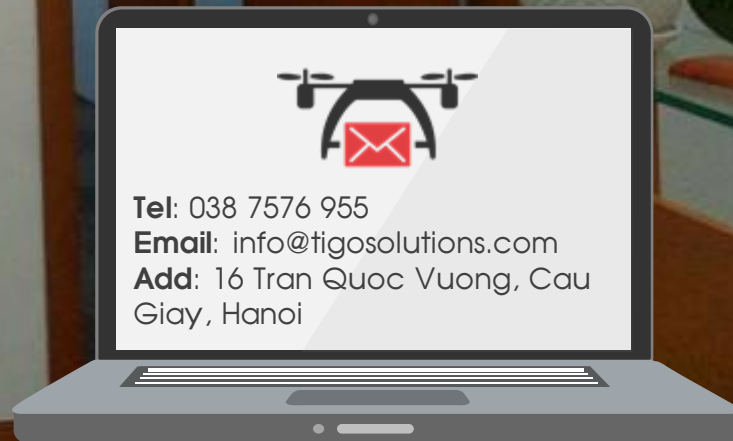 Tel: 038 7576 955
Email: info@tigosolutions.com
Add: 16 Tran Quoc Vuong, Cau
Giay, Hanoi